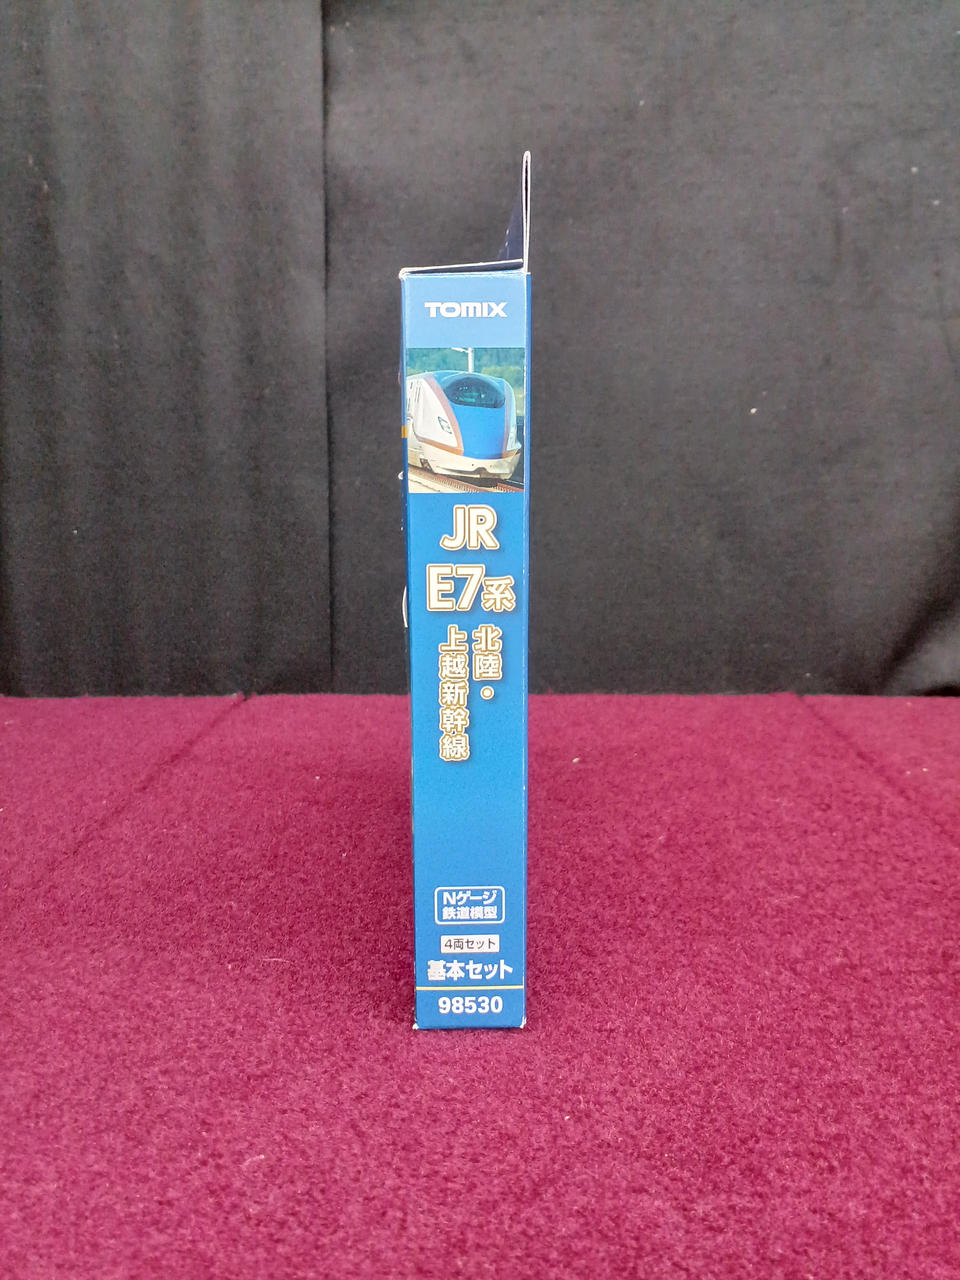 TOMIX
JR
E7系
北陸・
上越新幹線
Nゲージ
鉄道模型
4両セット
基本セット
98530